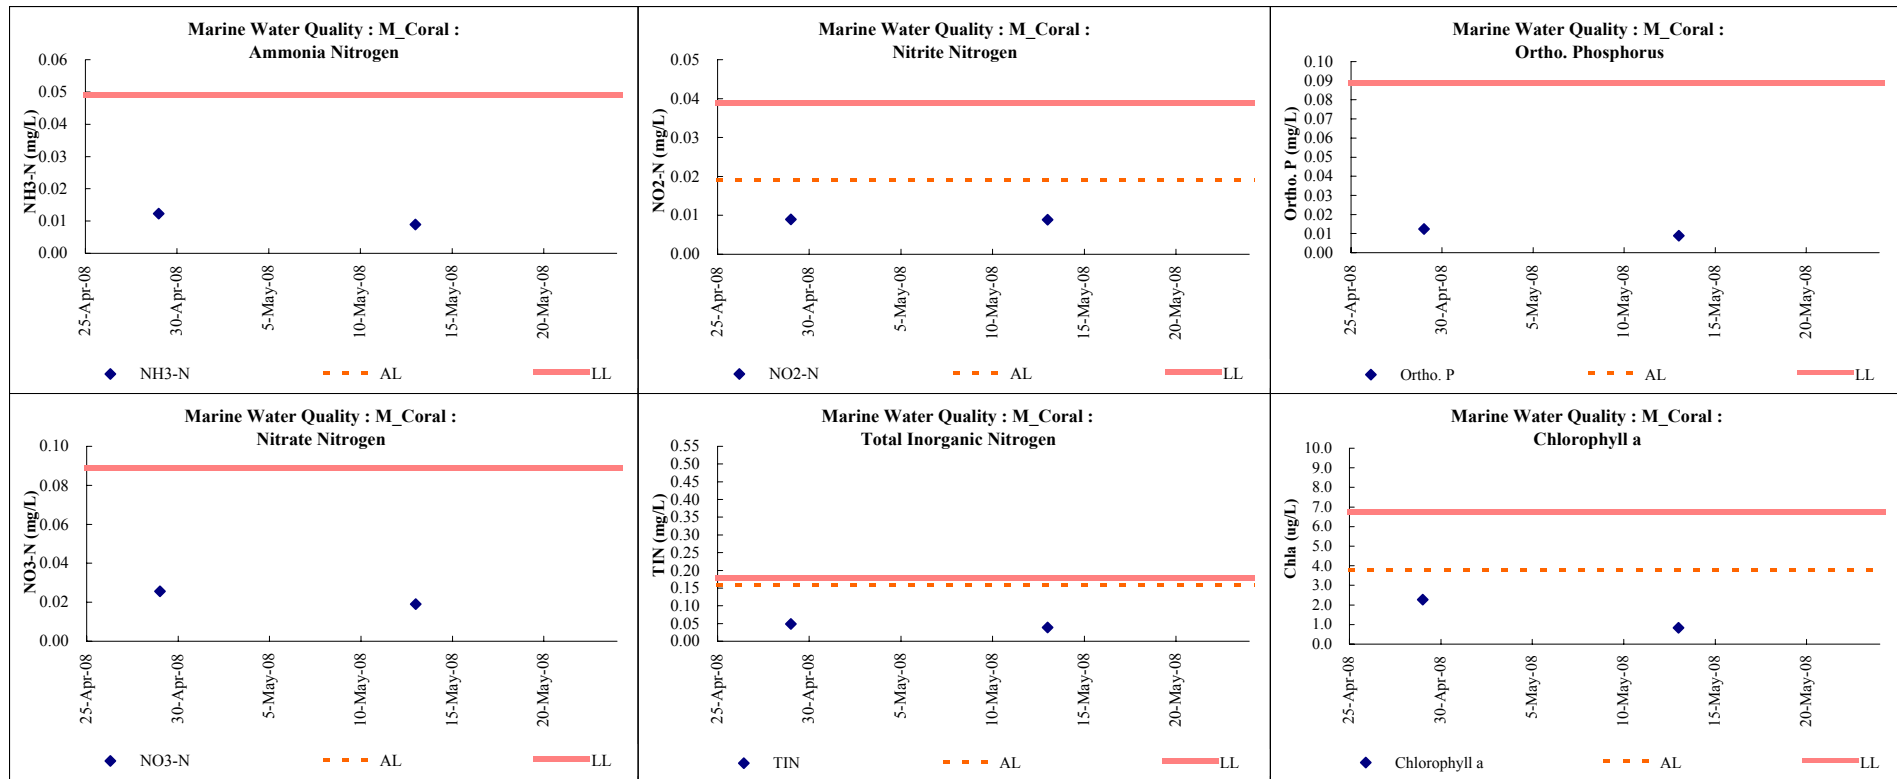 Marine Water Quality : M_Coral :
Ammonia Nitrogen
0.06
0.05
0.04
0.03
0.02
0.01
0.00
NH3-N (mg/L)
25-Apr-08
30-Apr-08
5-May-08
10-May-08
15-May-08
20-May-08
NH3-N
AL
LL
Marine Water Quality : M_Coral :
Nitrite Nitrogen
0.05
0.04
0.03
0.02
0.01
0.00
NO2-N (mg/L)
25-Apr-08
30-Apr-08
5-May-08
10-May-08
15-May-08
20-May-08
NO2-N
AL
LL
Marine Water Quality : M_Coral :
Ortho. Phosphorus
0.10
0.09
0.08
0.07
0.06
0.05
0.04
0.03
0.02
0.01
0.00
Ortho. P (mg/L)
25-Apr-08
30-Apr-08
5-May-08
10-May-08
15-May-08
20-May-08
Ortho. P
AL
LL
Marine Water Quality : M_Coral :
Nitrate Nitrogen
0.10
0.08
0.06
0.04
0.02
0.00
NO3-N (mg/L)
25-Apr-08
30-Apr-08
5-May-08
10-May-08
15-May-08
20-May-08
NO3-N
AL
LL
Marine Water Quality : M_Coral :
Total Inorganic Nitrogen
0.55
0.50
0.45
0.40
0.35
0.30
0.25
0.20
0.15
0.10
0.05
0.00
TIN (mg/L)
25-Apr-08
30-Apr-08
5-May-08
10-May-08
15-May-08
20-May-08
TIN
AL
LL
Marine Water Quality : M_Coral :
Chlorophyll a
10.0
9.0
8.0
7.0
6.0
5.0
4.0
3.0
2.0
1.0
0.0
Chla (ug/L)
25-Apr-08
30-Apr-08
5-May-08
10-May-08
15-May-08
20-May-08
Chlorophyll a
AL
LL